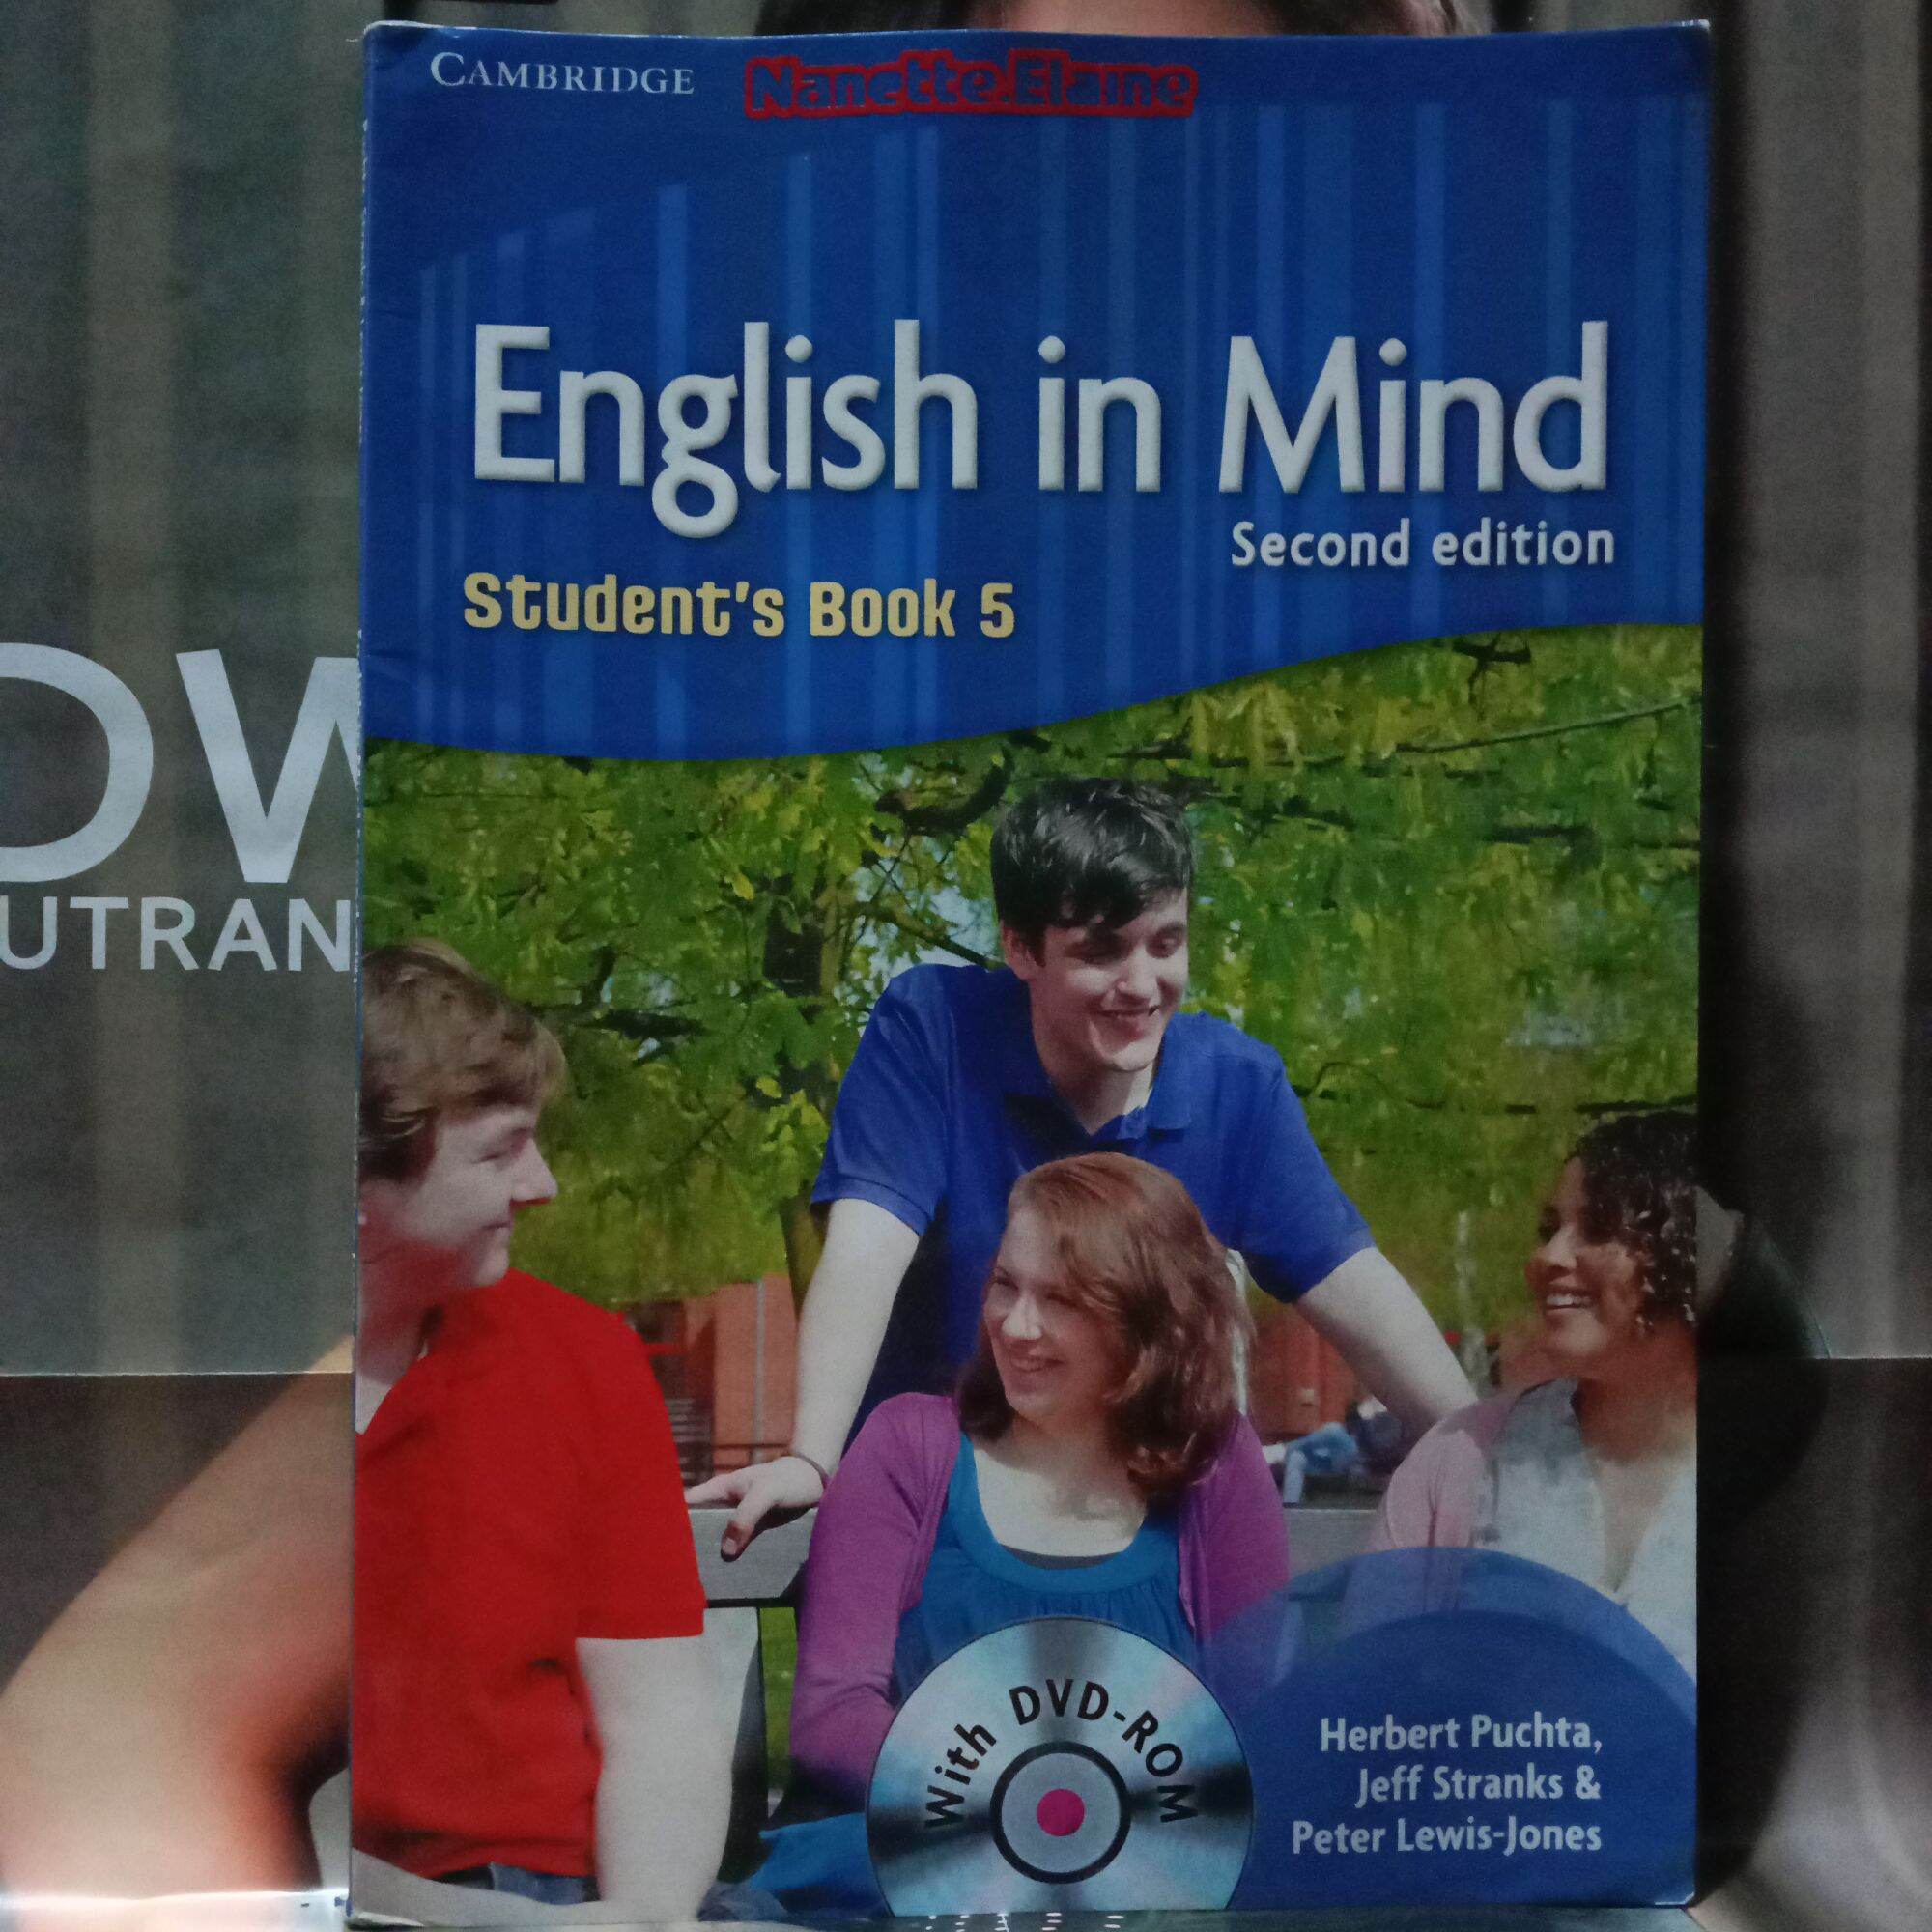 CAMBRIDGE
Nanette.Elaine
English in Mind
Second edition
Student's Book 5
OW
UTRAN
With DVD-ROM
Herbert Puchta,
Jeff Stranks &
Peter Lewis-Jones